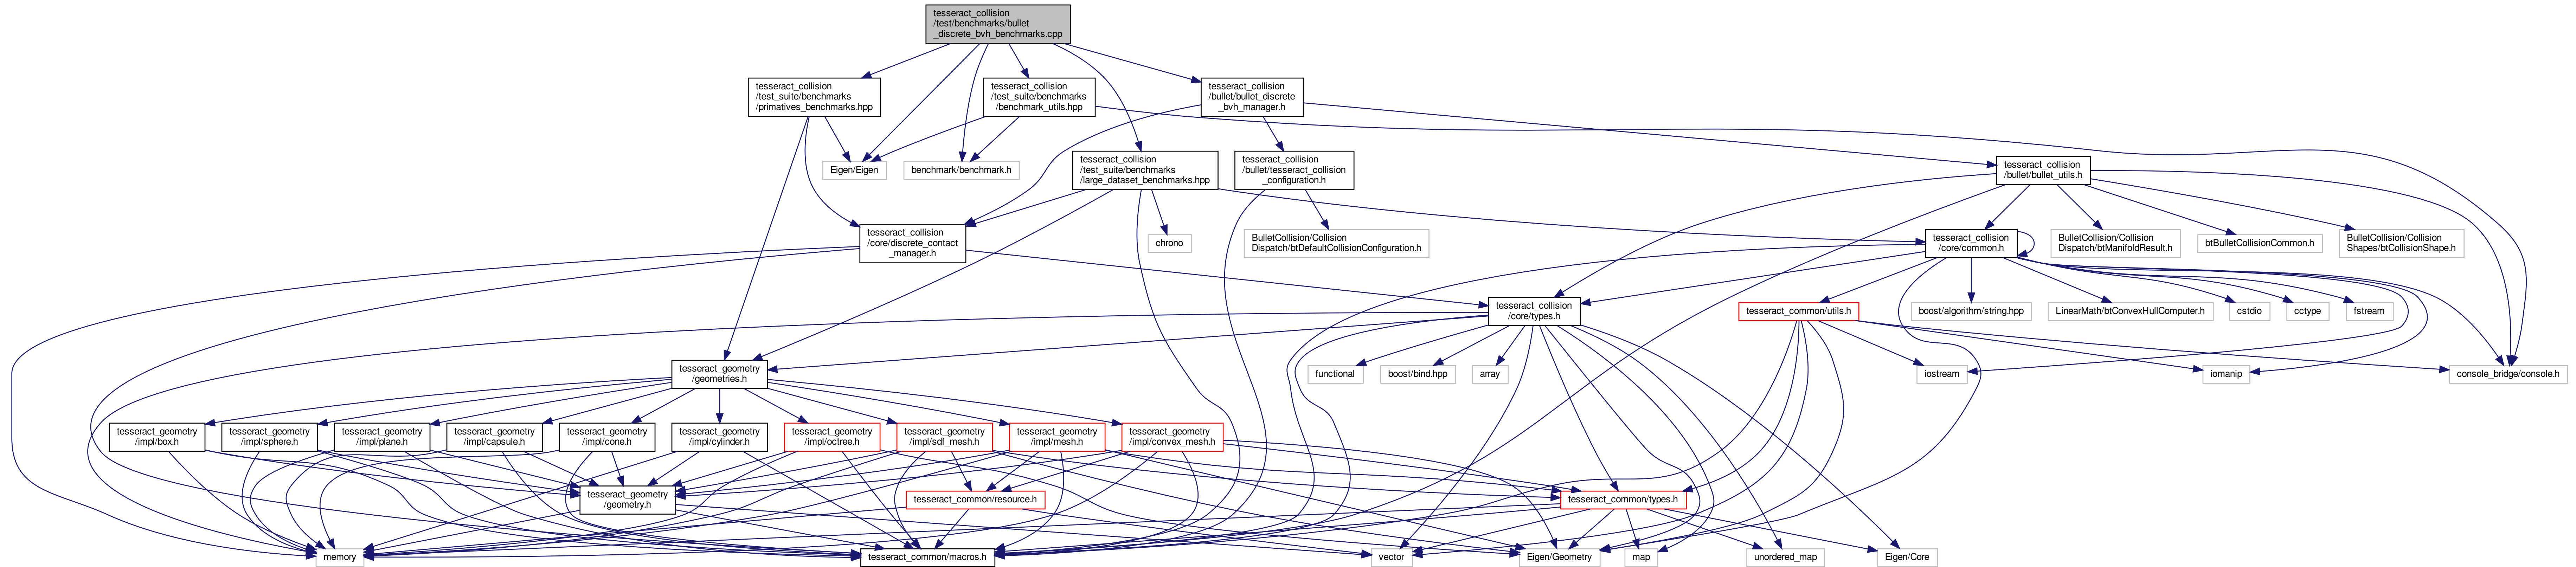 tesseract_collision
/test/benchmarks/bullet
_discrete_bvh_benchmarks.cpp
tesseract_collision
/test_suite/benchmarks
/primatives_benchmarks.hpp
tesseract_collision
/test_suite/benchmarks
/benchmark_utils.hpp
tesseract_collision
/bullet/bullet_discrete
_bvh_manager.h
Eigen/Eigen
benchmark/benchmark.h
tesseract_collision
/test_suite/benchmarks
/large_dataset_benchmarks.hpp
tesseract_collision
/bullet/tesseract_collision
_configuration.h
tesseract_collision
/bullet/bullet_utils.h
tesseract_collision
/core/discrete_contact
_manager.h
chrono
BulletCollision/Collision
Dispatch/btDefaultCollisionConfiguration.h
tesseract_collision
/core/common.h
BulletCollision/Collision
Dispatch/btManifoldResult.h
btBulletCollisionCommon.h
BulletCollision/Collision
Shapes/btCollisionShape.h
tesseract_collision
/core/types.h
tesseract_common/utils.h
boost/algorithm/string.hpp
LinearMath/btConvexHullComputer.h
cstdio
cctype
fstream
tesseract_geometry
/geometries.h
functional
boost/bind.hpp
array
iostream
iomanip
console_bridge/console.h
tesseract_geometry
/impl/box.h
tesseract_geometry
/impl/sphere.h
tesseract_geometry
/impl/plane.h
tesseract_geometry
/impl/capsule.h
tesseract_geometry
/impl/cone.h
tesseract_geometry
/impl/cylinder.h
tesseract_geometry
/impl/octree.h
tesseract_geometry
/impl/sdf_mesh.h
tesseract_geometry
/impl/mesh.h
tesseract_geometry
/impl/convex_mesh.h
tesseract_geometry
/geometry.h
tesseract_common/resource.h
tesseract_common/types.h
memory
tesseract_common/macros.h
vector
Eigen/Geometry
map
unordered_map
Eigen/Core